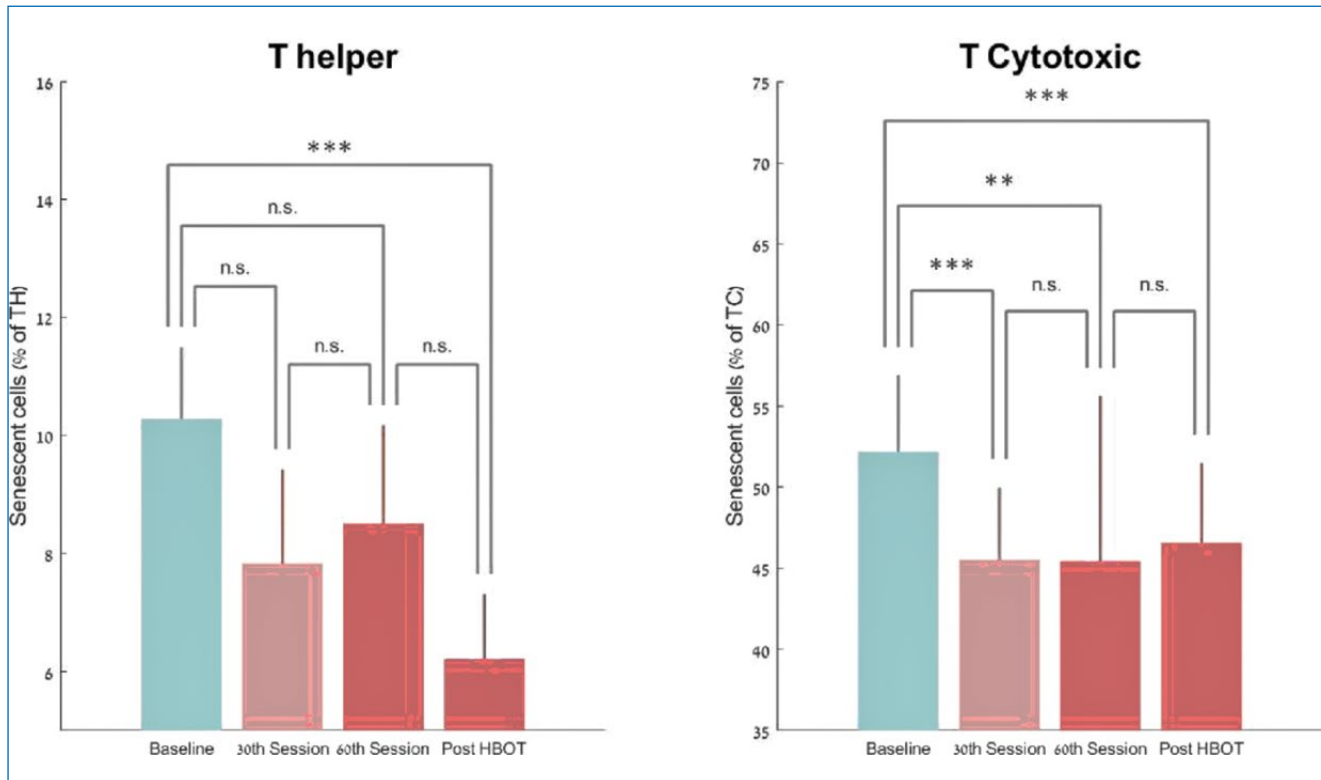 T helper
16
14
12
10
8
6
Senescent cells (% of TH)
***
n.s.
n.s.
n.s.
n.s.
Baseline
30th Session
60th Session
Post HBOT
T Cytotoxic
75
70
65
60
55
50
45
40
35
Senescent cells (% of TC)
***
**
***
n.s.
n.s.
Baseline
30th Session
60th Session
Post HBOT